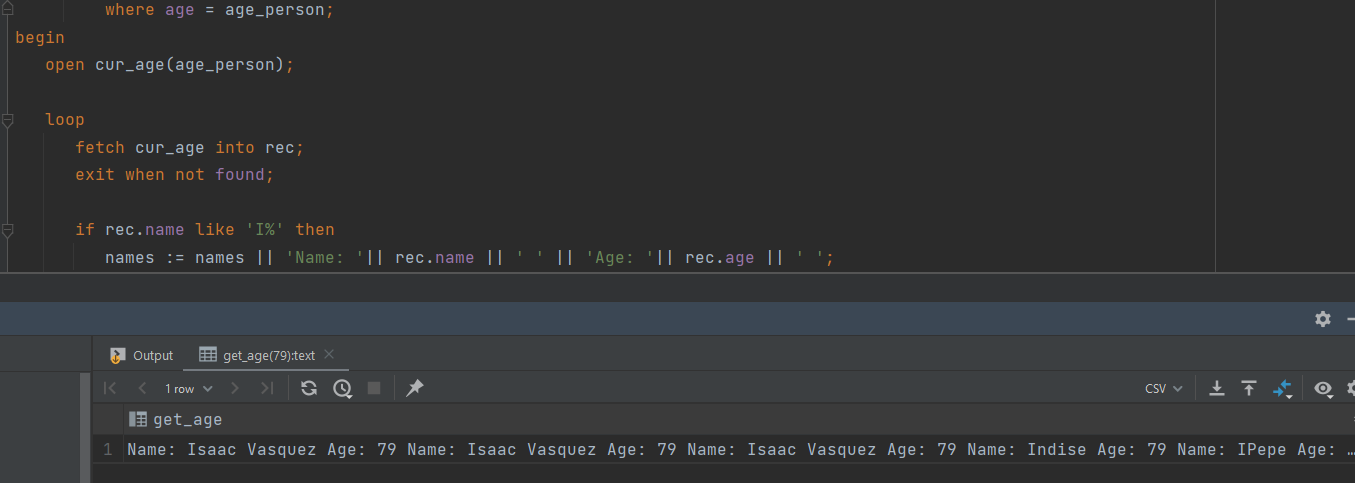 where age = age_person;
begin
open cur_age(age_person);
loop
fetch cur_age into rec;
exit when not found;
if rec.name like 'I%' then
names := names || 'Name: '|| rec.name || ' ' || 'Age: '|| rec.age || ' ';
Output
get_age(79):text
1 row
CSV
get_age
1 Name: Isaac Vasquez Age: 79 Name: Isaac Vasquez Age: 79 Name: Isaac Vasquez Age: 79 Name: Indise Age: 79 Name: IPepe Age: …